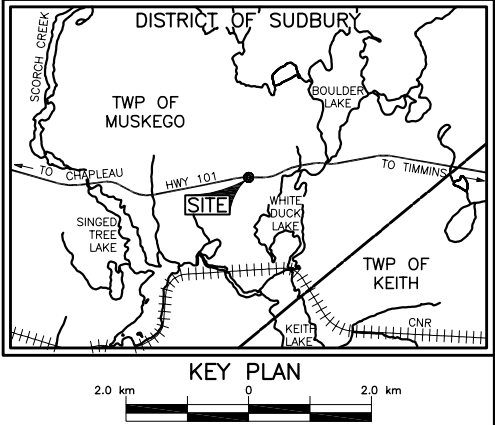 DISTRICT OF SUDBURY
SCORCH CREEK
BOULDER
LAKE
TWP OF
MUSKEGO
TO CHAPLEAU
HWY 101
TO TIMMINS
SITE
WHITE
DUCK
LAKE
SINGED
TREE
LAKE
TWP OF
KEITH
KEITH
LAKE
CNR
KEY PLAN
2.0 km
0
2.0 km